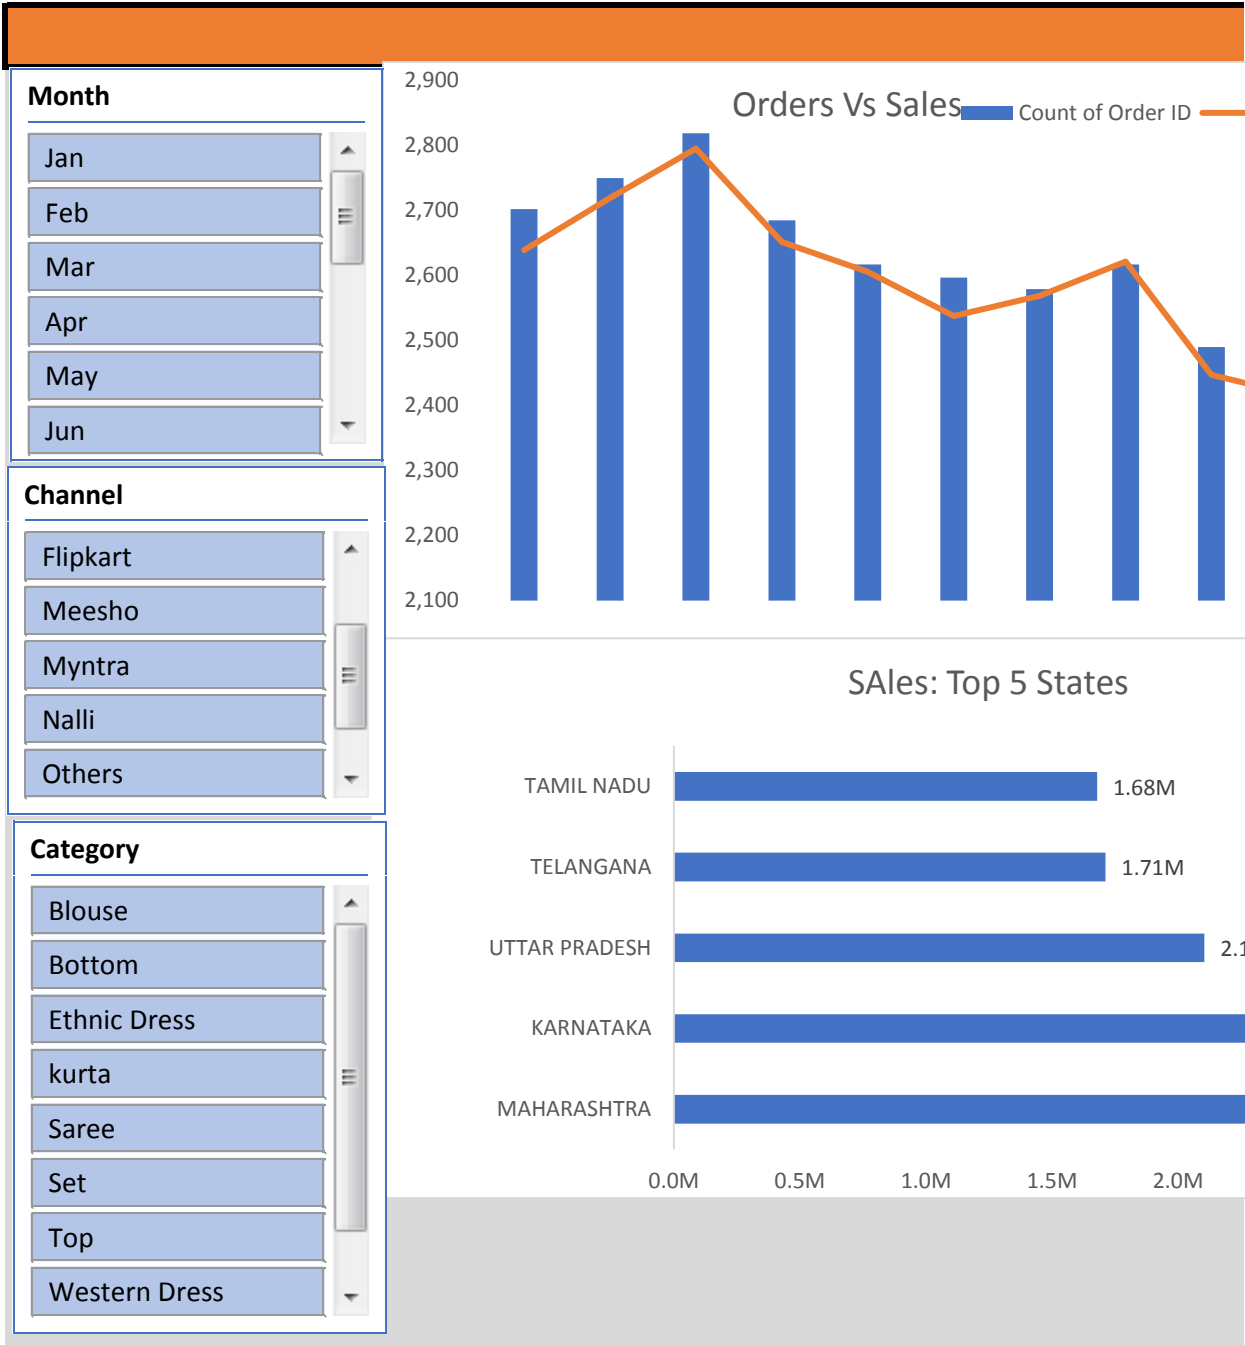 Month
Jan
Feb
Mar
Apr
May
Jun
Channel
Flipkart
Meesho
Myntra
Nalli
Others
Category
Blouse
Bottom
Ethnic Dress
kurta
Saree
Set
Top
Western Dress
Orders Vs Sales
Count of Order ID
2,900
2,800
2,700
2,600
2,500
2,400
2,300
2,200
2,100
SAles: Top 5 States
TAMIL NADU 1.68M
TELANGANA 1.71M
UTTAR PRADESH 2.1
KARNATAKA
MAHARASHTRA
0.0M 0.5M 1.0M 1.5M 2.0M